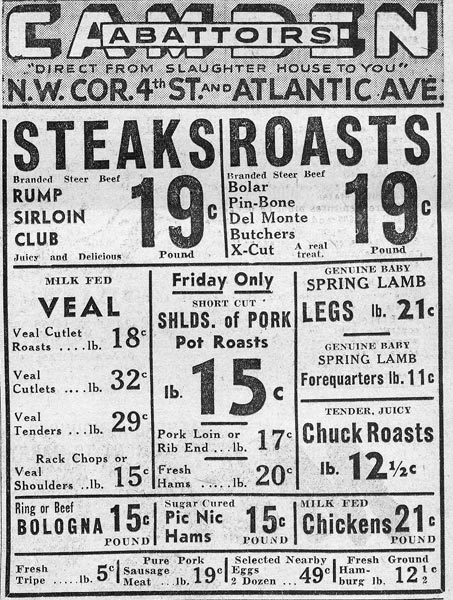 CAMDEN
ABATTOIRS
"DIRECT FROM SLAUGHTER HOUSE TO YOU"
N.W. COR. 4th ST. AND ATLANTIC AVE.
STEAKS
Branded Steer Beef
RUMP
SIRLOIN
CLUB
19c
Juicy and Delicious Pound
ROASTS
Branded Steer Beef
Bolar
Pin-Bone
Del Monte
Butchers
X-Cut
A real treat.
19c
Pound
MILK FED
VEAL
Veal Cutlet
Roasts ....lb. 18c
Veal
Cutlets ....lb. 32c
Veal
Tenders ...lb. 29c
Rack Chops or
Veal
Shoulders ..lb. 15c
Friday Only
SHORT CUT
SHLDS. of PORK
Pot Roasts
lb. 15c
Pork Loin or
Rib End ...lb. 17c
Fresh
Hams .....lb. 20c
GENUINE BABY
SPRING LAMB
LEGS lb. 21c
GENUINE BABY
SPRING LAMB
Forequarters lb. 11c
TENDER, JUICY
Chuck Roasts
lb. 12½c
Ring or Beef
BOLOGNA 15c
POUND
Sugar Cured
Pic Nic
Hams 15c
POUND
MILK FED
Chickens 21c
POUND
Fresh
Tripe .....lb. 5c
Pure Pork
Sausage
Meat ...lb. 19c
Selected Nearby
Eggs
2 Dozen ... 49c
Fresh Ground
Ham-
burg lb. 12½c